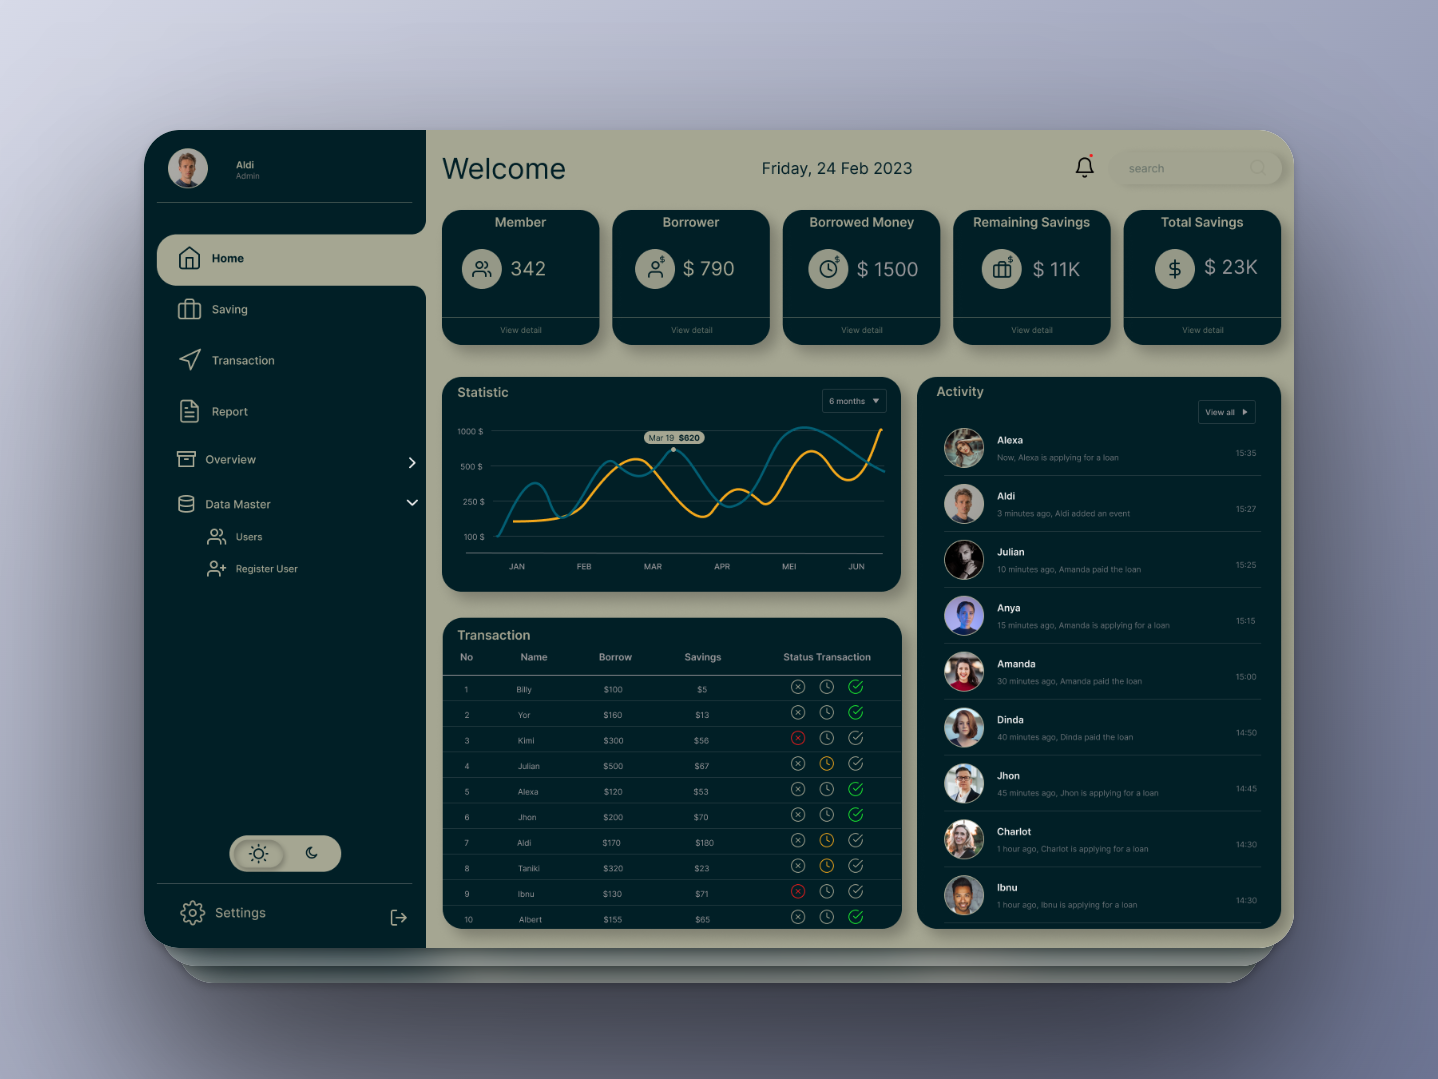 Aldi
Admin
Home
Saving
Transaction
Report
Overview
Data Master
Users
Register User
Settings
Welcome
Friday, 24 Feb 2023
search
Member
342
View detail
Borrower
$ 790
View detail
Borrowed Money
$ 1500
View detail
Remaining Savings
$ 11K
View detail
Total Savings
$ 23K
View detail
Statistic
6 months
1000 $
500 $
250 $
100 $
Mar 19 $620
JAN FEB MAR APR MEI JUN
Transaction
No Name Borrow Savings Status Transaction
1 Billy $100 $5
2 Yor $160 $13
3 Kimi $300 $56
4 Julian $500 $67
5 Alexa $120 $53
6 Jhon $200 $70
7 Aldi $170 $180
8 Taniki $320 $23
9 Ibnu $130 $71
10 Albert $155 $65
Activity
View all
Alexa
Now, Alexa is applying for a loan 15:35
Aldi
3 minutes ago, Aldi added an event 15:27
Julian
10 minutes ago, Amanda paid the loan 15:25
Anya
15 minutes ago, Amanda is applying for a loan 15:15
Amanda
30 minutes ago, Amanda paid the loan 15:00
Dinda
40 minutes ago, Dinda paid the loan 14:50
Jhon
45 minutes ago, Jhon is applying for a loan 14:45
Charlot
1 hour ago, Charlot is applying for a loan 14:30
Ibnu
1 hour ago, Ibnu is applying for a loan 14:30